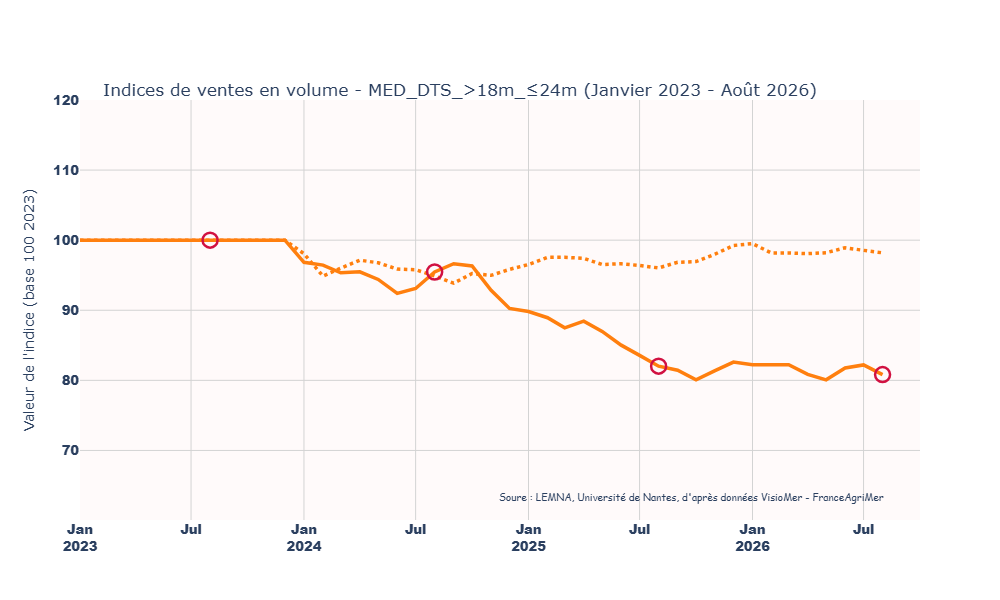 Indices de ventes en volume - MED_DTS_>18m_≤24m (Janvier 2023 - Août 2026)
120
110
100
90
80
70
Valeur de l'indice (base 100 2023)
Soure : LEMNA, Université de Nantes, d'après données VisioMer - FranceAgriMer
Jan Jul Jan Jul Jan Jul Jan Jul
2023 2024 2025 2026